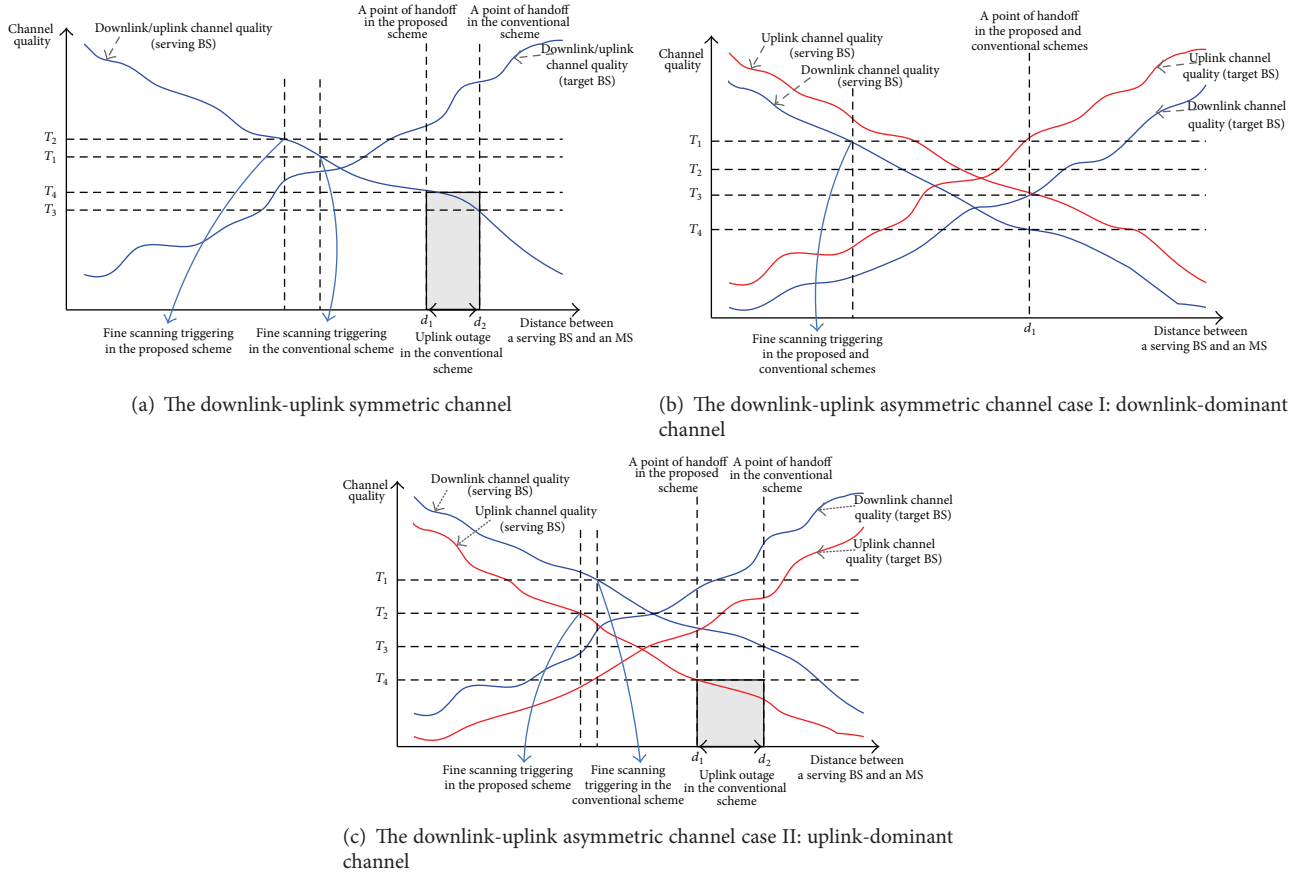 Channel
quality
Downlink/uplink channel quality
(serving BS)
A point of handoff
in the proposed
scheme
A point of handoff
in the conventional
scheme
Downlink/uplink
channel quality
(target BS)
T2
T1
T4
T3
d1
d2
Fine scanning triggering
in the proposed scheme
Fine scanning triggering
in the conventional scheme
Uplink outage
in the conventional
scheme
Distance between
a serving BS and an MS
(a) The downlink-uplink symmetric channel
Channel
quality
Uplink channel quality
(serving BS)
Downlink channel quality
(serving BS)
A point of handoff
in the proposed and
conventional schemes
Uplink channel
quality (target BS)
Downlink channel
quality (target BS)
T1
T2
T3
T4
d1
Fine scanning triggering
in the proposed and
conventional schemes
Distance between
a serving BS and an MS
(b) The downlink-uplink asymmetric channel case I: downlink-dominant
channel
Channel
quality
Downlink channel quality
(serving BS)
Uplink channel quality
(serving BS)
A point of handoff
in the proposed
scheme
A point of handoff
in the conventional
scheme
Downlink channel
quality (target BS)
Uplink channel
quality (target BS)
T1
T2
T3
T4
d1
d2
Fine scanning triggering
in the proposed scheme
Fine scanning
triggering in the
conventional scheme
Uplink outage
in the conventional
scheme
Distance between
a serving BS and an MS
(c) The downlink-uplink asymmetric channel case II: uplink-dominant
channel